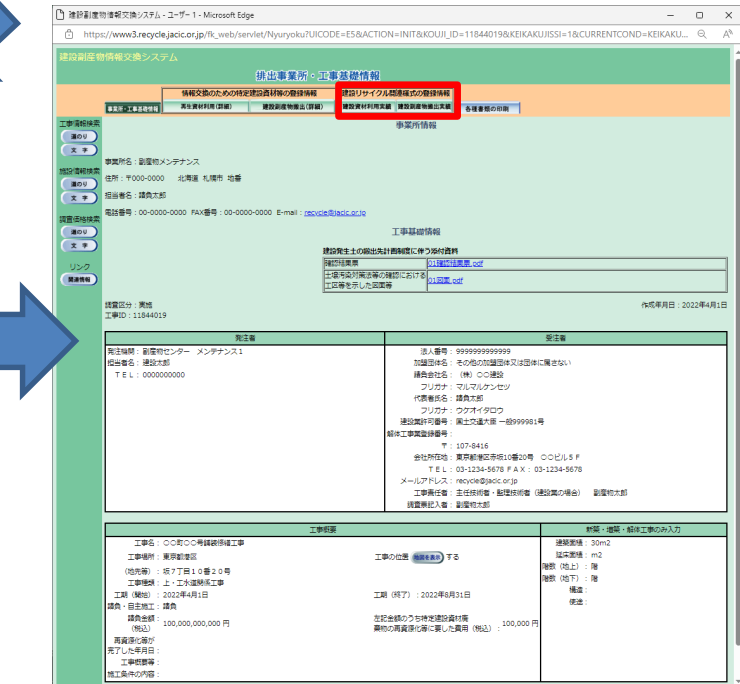 建設副産物情報交換システム - ユーザー 1 - Microsoft Edge
https://www3.recycle.jacic.or.jp/fk_web/servlet/Nyuryoku?UICODE=E5&ACTION=INIT&KOUJI_ID=11844019&KEIKAKUJISSI=1&CURRENTCOND=KEIKAKU...
建設副産物情報交換システム
排出事業所・工事基礎情報
情報交換のための特定建設資材等の登録情報 建設リサイクル関連様式の登録情報
事業所・工事基礎情報 再生資材利用(詳細) 建設副産物搬出(詳細) 建設資材利用実績 建設副産物搬出実績 各種書類の印刷
工事情報検索
道のり
文 字
施設情報検索
道のり
文 字
調査価格検索
道のり
文 字
リンク
関連情報
事業所情報
事業所名:副産物メンテナンス
住所:〒000-0000 北海道 札幌市 地番
担当者名:請負太郎
電話番号:00-0000-0000 FAX番号:00-0000-0000 E-mail:recycle@jacic.or.jp
工事基礎情報
建設発生土の搬出先計画制度に伴う添付資料
確認結果票 01確認結果票.pdf
土壌汚染対策法等の確認における
工区等を示した図面等 01図面.pdf
調査区分:実施 作成年月日:2022年4月1日
工事ID:11844019
発注者 受注者
発注機関:副産物センター メンテナンス1
担当者名:建設太郎
TEL:0000000000
法人番号:9999999999999
加盟団体名:その他の加盟団体又は団体に属さない
請負会社名:(株)○○建設
フリガナ:マルマルケンセツ
代表者氏名:請負太郎
フリガナ:ウケオイタロウ
建設業許可番号:国土交通大臣 一般999981号
解体工事業登録番号:
〒:107-8416
会社所在地:東京都港区赤坂10番20号 ○○ビル5F
TEL:03-1234-5678 FAX:03-1234-5678
メールアドレス:recycle@jacic.or.jp
工事責任者:主任技術者・監理技術者(建設業の場合) 副産物太郎
調査票記入者:副産物太郎
工事概要 新築・増築・解体工事のみ入力
工事名:○○町○○号舗装修繕工事
工事場所:東京都港区 工事の位置 地図を表示 する
(地先等):坂7丁目10番20号
工事種類:上・工水道関係工事
工期(開始):2022年4月1日 工期(終了):2022年8月31日
請負・自主施工:請負
請負金額:
(税込) 100,000,000,000 円
左記金額のうち特定建設資材廃
棄物の再資源化等に要した費用(税込):100,000 円
再資源化等が
完了した年月日:
工事概要等:
施工条件の内容:
建築面積:30m2
延床面積:m2
階数(地上):階
階数(地下):階
構造:
使途: